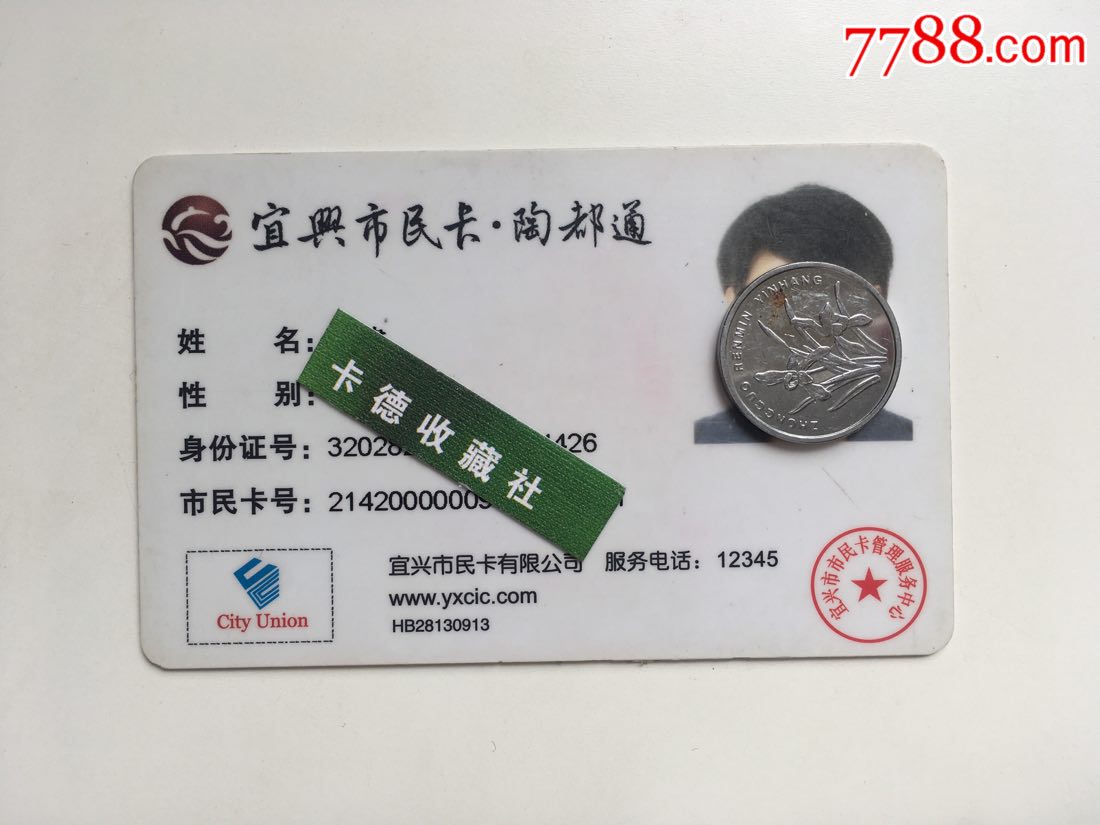 7788.com
宜興市民卡·陶都通
姓名：
性别：
卡德收藏社
身份证号：32028 1426
市民卡号：2142000000
City Union
宜兴市民卡有限公司 服务电话：12345
www.yxcic.com
HB28130913
宜兴市市民卡管理服务中心
ZHONGGUO RENMIN YINHANG